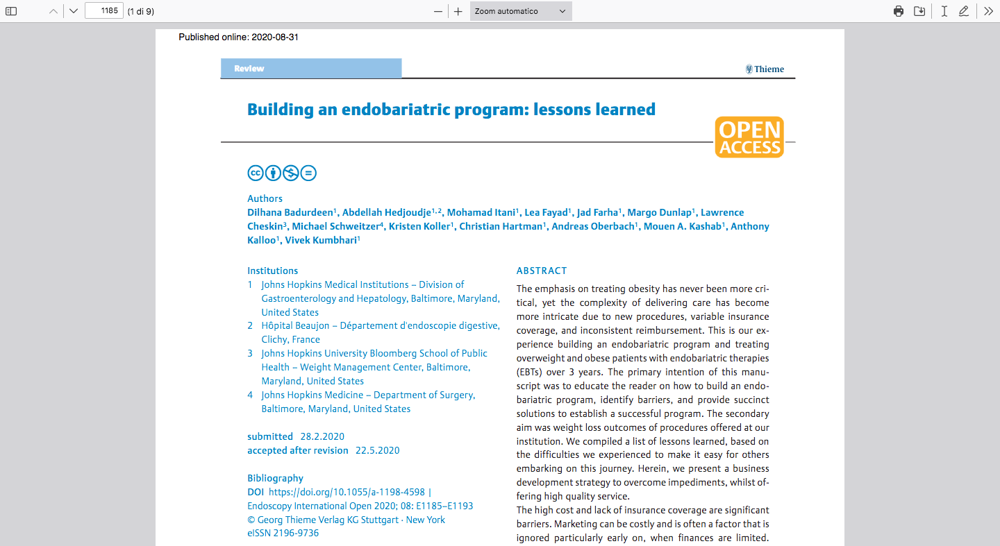 1185 (1 di 9) Zoom automatico
Published online: 2020-08-31
Review
Thieme
Building an endobariatric program: lessons learned
OPEN
ACCESS
cc
Authors
Dilhana Badurdeen¹, Abdellah Hedjoudje¹·², Mohamad Itani¹, Lea Fayad¹, Jad Farha¹, Margo Dunlap¹, Lawrence
Cheskin³, Michael Schweitzer⁴, Kristen Koller¹, Christian Hartman¹, Andreas Oberbach¹, Mouen A. Kashab¹, Anthony
Kalloo¹, Vivek Kumbhari¹
Institutions
1 Johns Hopkins Medical Institutions – Division of
Gastroenterology and Hepatology, Baltimore, Maryland,
United States
2 Hôpital Beaujon – Département d'endoscopie digestive,
Clichy, France
3 Johns Hopkins University Bloomberg School of Public
Health – Weight Management Center, Baltimore,
Maryland, United States
4 Johns Hopkins Medicine – Department of Surgery,
Baltimore, Maryland, United States
submitted 28.2.2020
accepted after revision 22.5.2020
Bibliography
DOI https://doi.org/10.1055/a-1198-4598 |
Endoscopy International Open 2020; 08: E1185–E1193
© Georg Thieme Verlag KG Stuttgart · New York
eISSN 2196-9736
ABSTRACT
The emphasis on treating obesity has never been more cri-
tical, yet the complexity of delivering care has become
more intricate due to new procedures, variable insurance
coverage, and inconsistent reimbursement. This is our ex-
perience building an endobariatric program and treating
overweight and obese patients with endobariatric therapies
(EBTs) over 3 years. The primary intention of this manu-
script was to educate the reader on how to build an endo-
bariatric program, identify barriers, and provide succinct
solutions to establish a successful program. The secondary
aim was weight loss outcomes of procedures offered at our
institution. We compiled a list of lessons learned, based on
the difficulties we experienced to make it easy for others
embarking on this journey. Herein, we present a business
development strategy to overcome impediments, whilst of-
fering high quality service.
The high cost and lack of insurance coverage are significant
barriers. Marketing can be costly and is often a factor that is
ignored particularly early on, when finances are limited.